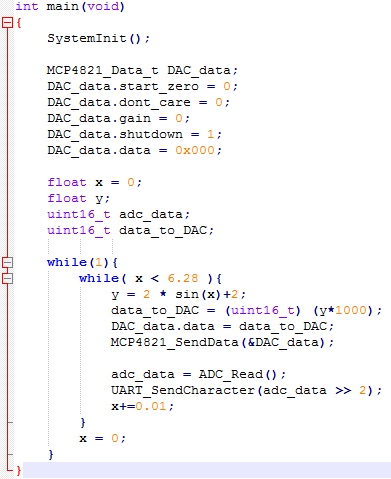 int main(void)
{
SystemInit();
MCP4821_Data_t DAC_data;
DAC_data.start_zero = 0;
DAC_data.dont_care = 0;
DAC_data.gain = 0;
DAC_data.shutdown = 1;
DAC_data.data = 0x000;
float x = 0;
float y;
uint16_t adc_data;
uint16_t data_to_DAC;
while(1){
while( x < 6.28 ){
y = 2 * sin(x)+2;
data_to_DAC = (uint16_t) (y*1000);
DAC_data.data = data_to_DAC;
MCP4821_SendData(&DAC_data);
adc_data = ADC_Read();
UART_SendCharacter(adc_data >> 2);
x+=0.01;
}
x = 0;
}
}